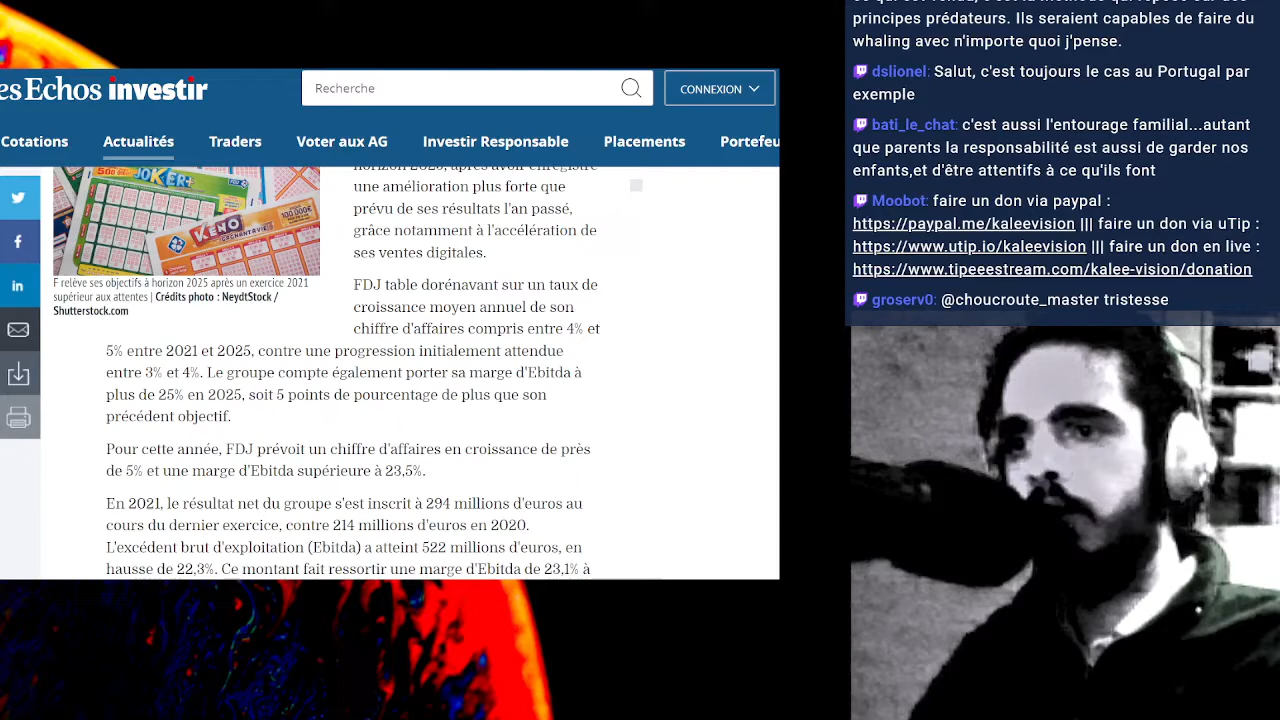 es Echos investir
Recherche
CONNEXION
Cotations
Actualités
Traders
Voter aux AG
Investir Responsable
Placements
Portefeu
horizon 2025, après avoir enregistré
une amélioration plus forte que
prévu de ses résultats l'an passé,
grâce notamment à l'accélération de
ses ventes digitales.
500
JOKER+
KENO
GAGNANT À VIE
100.000€
F relève ses objectifs à horizon 2025 après un exercice 2021
supérieur aux attentes | Crédits photo : NeydtStock /
Shutterstock.com
FDJ table dorénavant sur un taux de
croissance moyen annuel de son
chiffre d'affaires compris entre 4% et
5% entre 2021 et 2025, contre une progression initialement attendue
entre 3% et 4%. Le groupe compte également porter sa marge d'Ebitda à
plus de 25% en 2025, soit 5 points de pourcentage de plus que son
précédent objectif.
Pour cette année, FDJ prévoit un chiffre d'affaires en croissance de près
de 5% et une marge d'Ebitda supérieure à 23,5%.
En 2021, le résultat net du groupe s'est inscrit à 294 millions d'euros au
cours du dernier exercice, contre 214 millions d'euros en 2020.
L'excédent brut d'exploitation (Ebitda) a atteint 522 millions d'euros, en
hausse de 22,3%. Ce montant fait ressortir une marge d'Ebitda de 23,1% à
principes prédateurs. Ils seraient capables de faire du
whaling avec n'importe quoi j'pense.
dslionel: Salut, c'est toujours le cas au Portugal par
exemple
bati_le_chat: c'est aussi l'entourage familial...autant
que parents la responsabilité est aussi de garder nos
enfants,et d'être attentifs à ce qu'ils font
Moobot: faire un don via paypal :
https://paypal.me/kaleevision ||| faire un don via uTip :
https://www.utip.io/kaleevision ||| faire un don en live :
https://www.tipeeestream.com/kalee-vision/donation
groserv0: @choucroute_master tristesse